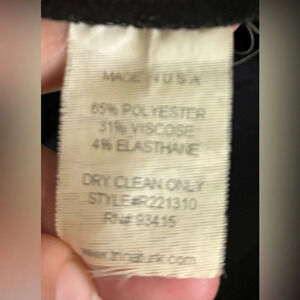 MADE IN U.S.A
65% POLYESTER
31% VISCOSE
4% ELASTHANE
DRY CLEAN ONLY
STYLE#R221310
RN# 93415
www.trinaturk.com